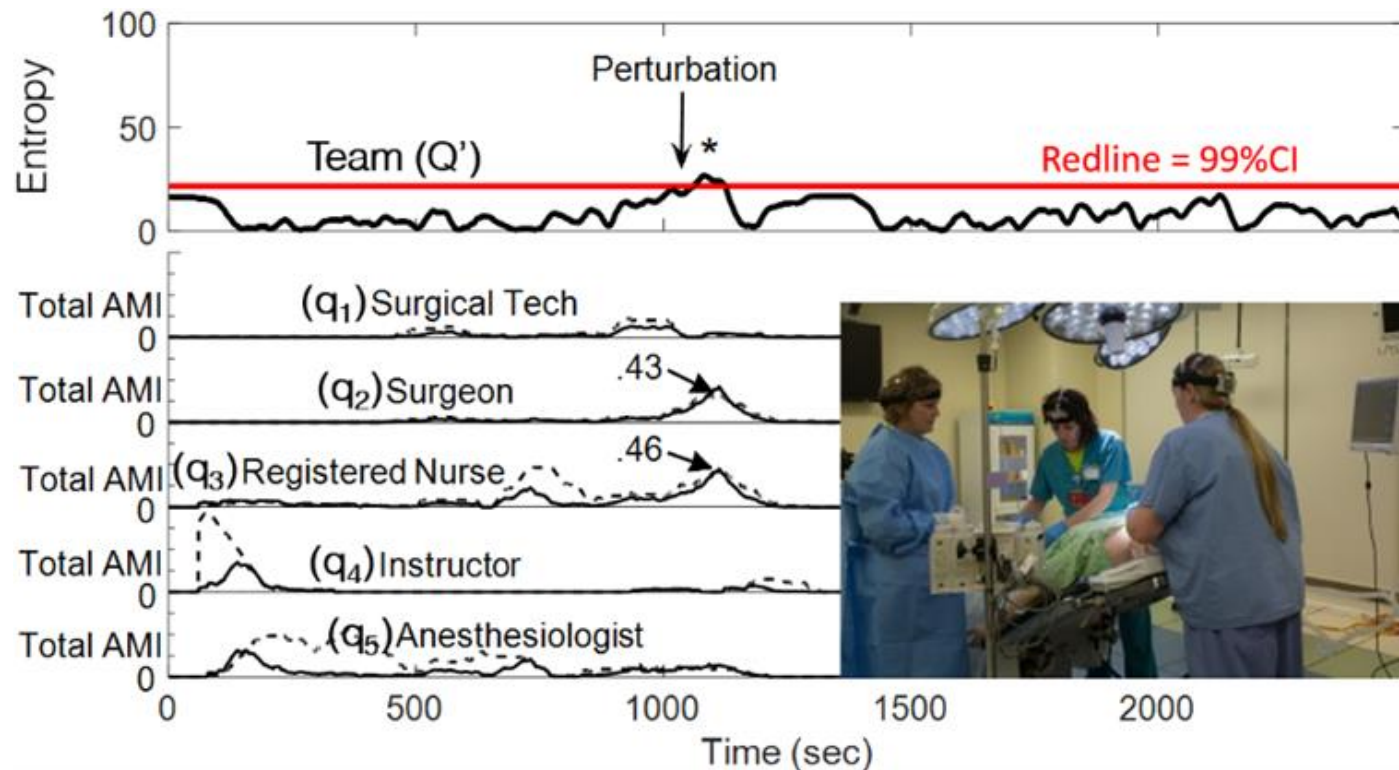 100
50
0
Entropy
Perturbation
*
Team (Q')
Redline = 99%CI
Total AMI
0
(q1) Surgical Tech
Total AMI
0
(q2) Surgeon
.43
Total AMI
0
(q3) Registered Nurse
.46
Total AMI
0
(q4) Instructor
Total AMI
0
(q5) Anesthesiologist
0 500 1000 1500 2000
Time (sec)